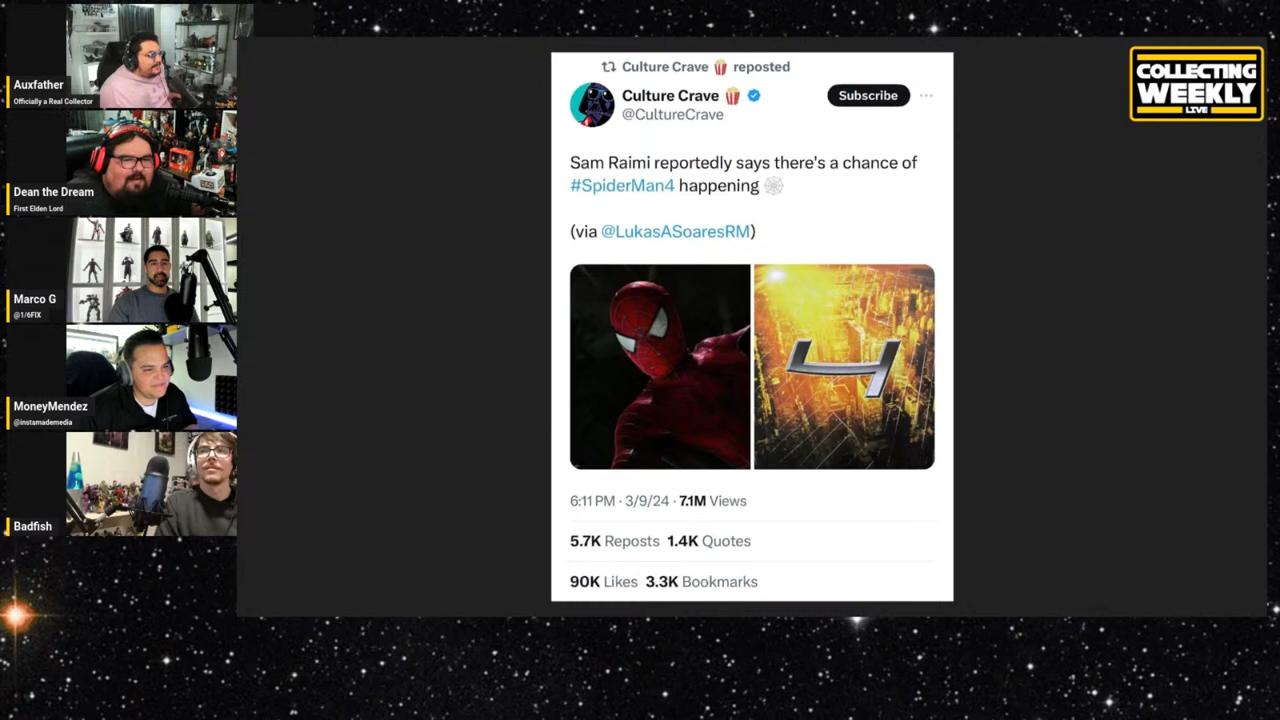 Auxfather
Officially a Real Collector
Dean the Dream
First Elden Lord
Marco G
@1/6FIX
MoneyMendez
@instamademedia
Badfish
Culture Crave 🍿 reposted
Culture Crave 🍿
Subscribe
@CultureCrave
Sam Raimi reportedly says there's a chance of
#SpiderMan4 happening 🕸️
(via @LukasASoaresRM)
4
6:11 PM · 3/9/24 · 7.1M Views
5.7K Reposts 1.4K Quotes
90K Likes 3.3K Bookmarks
COLLECTING
WEEKLY
LIVE